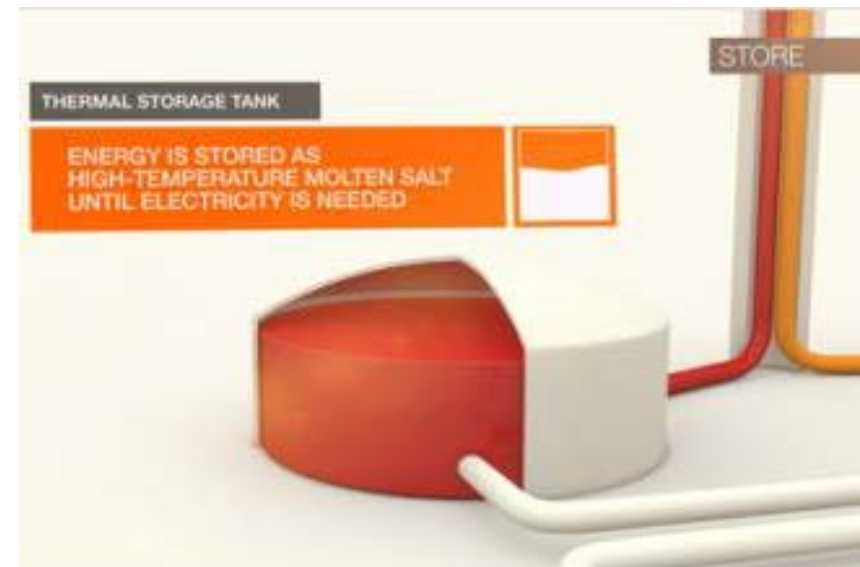 STORE
THERMAL STORAGE TANK
ENERGY IS STORED AS
HIGH-TEMPERATURE MOLTEN SALT
UNTIL ELECTRICITY IS NEEDED